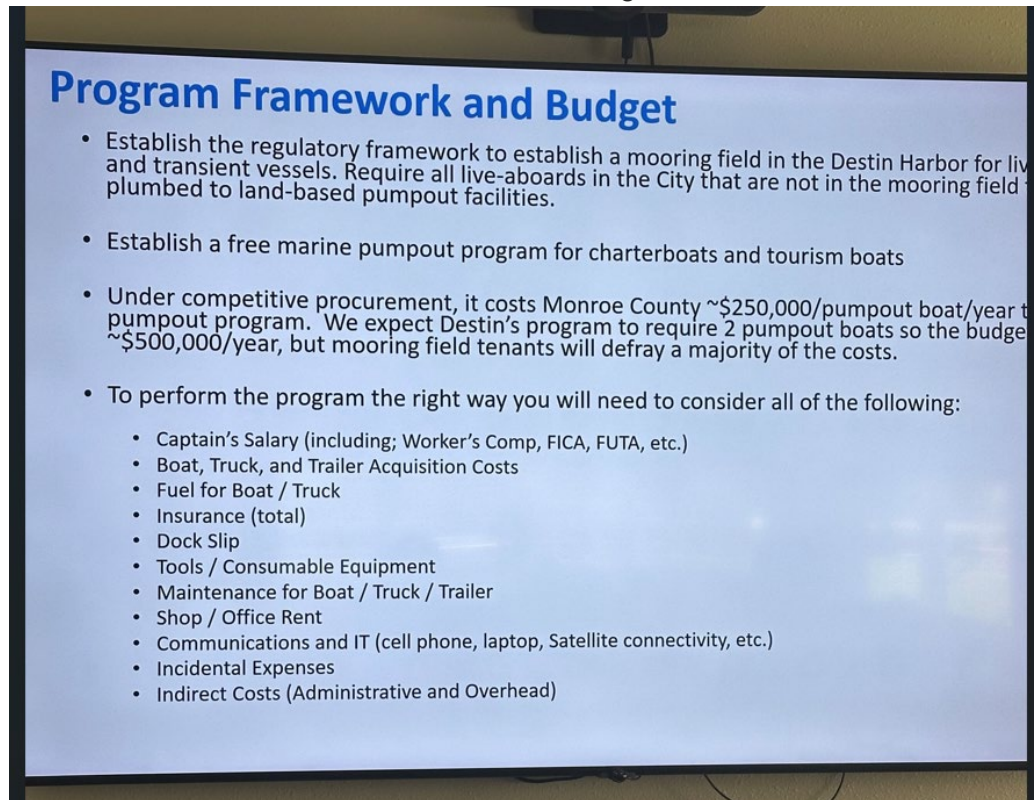 Program Framework and Budget
• Establish the regulatory framework to establish a mooring field in the Destin Harbor for liv
and transient vessels. Require all live-aboards in the City that are not in the mooring field
plumbed to land-based pumpout facilities.
• Establish a free marine pumpout program for charterboats and tourism boats
• Under competitive procurement, it costs Monroe County ~$250,000/pumpout boat/year t
pumpout program. We expect Destin's program to require 2 pumpout boats so the budge
~$500,000/year, but mooring field tenants will defray a majority of the costs.
• To perform the program the right way you will need to consider all of the following:
• Captain's Salary (including; Worker's Comp, FICA, FUTA, etc.)
• Boat, Truck, and Trailer Acquisition Costs
• Fuel for Boat / Truck
• Insurance (total)
• Dock Slip
• Tools / Consumable Equipment
• Maintenance for Boat / Truck / Trailer
• Shop / Office Rent
• Communications and IT (cell phone, laptop, Satellite connectivity, etc.)
• Incidental Expenses
• Indirect Costs (Administrative and Overhead)